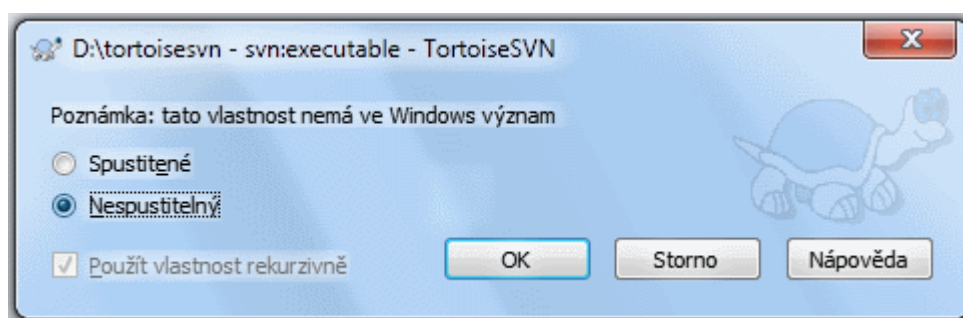 D:\tortoisesvn - svn:executable - TortoiseSVN
Poznámka: tato vlastnost nemá ve Windows význam
Spustitené
Nespustitelný
Použít vlastnost rekurzivně
OK Storno Nápověda